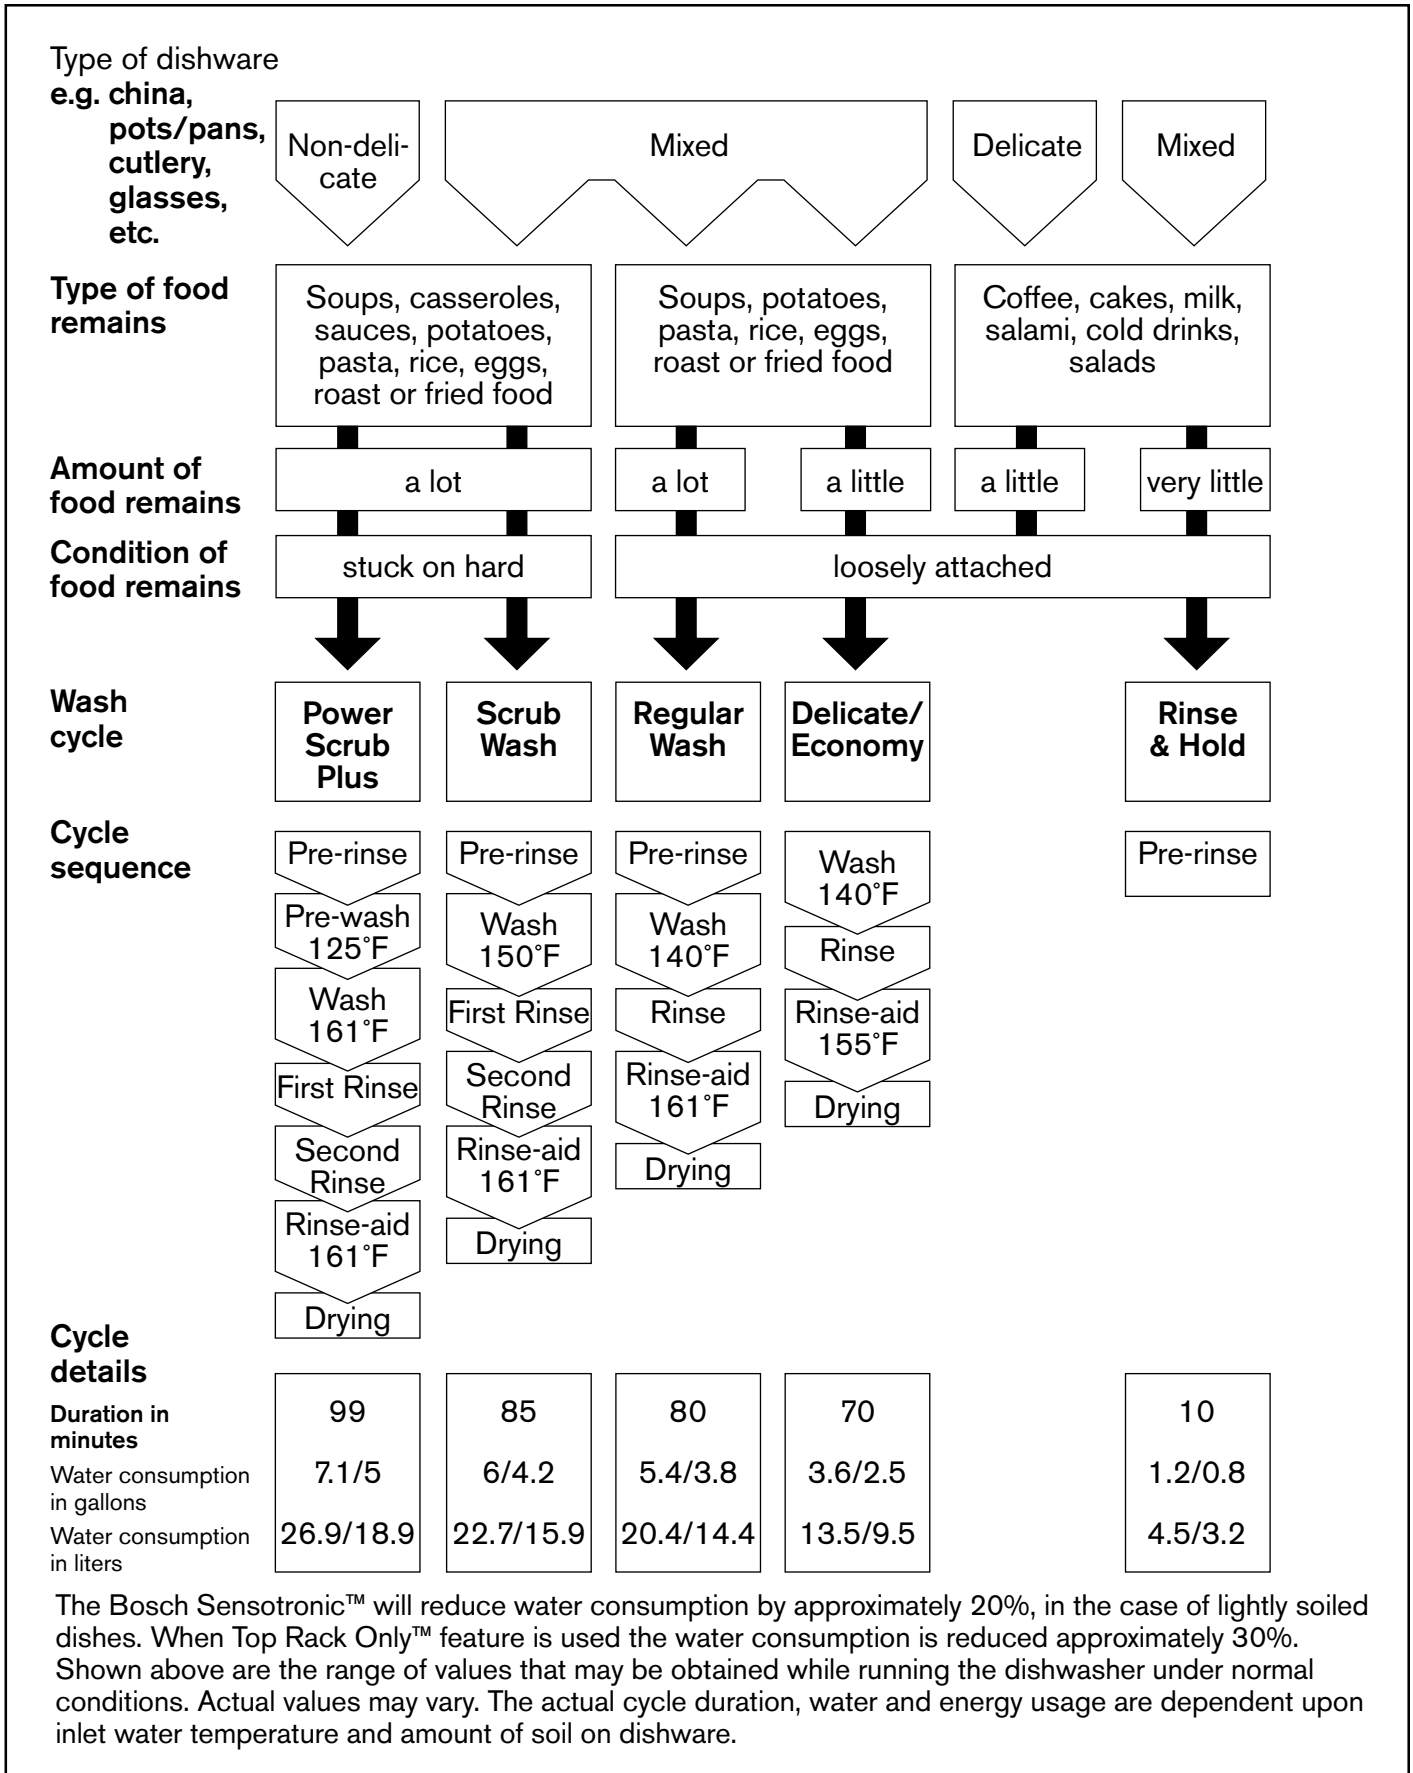 Type of dishware
e.g. china,
pots/pans,
cutlery,
glasses,
etc.
Non-deli-
cate
Mixed
Delicate
Mixed
Type of food
remains
Soups, casseroles,
sauces, potatoes,
pasta, rice, eggs,
roast or fried food
Soups, potatoes,
pasta, rice, eggs,
roast or fried food
Coffee, cakes, milk,
salami, cold drinks,
salads
Amount of
food remains
a lot
a lot
a little
a little
very little
Condition of
food remains
stuck on hard
loosely attached
Wash
cycle
Power
Scrub
Plus
Scrub
Wash
Regular
Wash
Delicate/
Economy
Rinse
& Hold
Cycle
sequence
Pre-rinse
Pre-wash
125°F
Wash
161°F
First Rinse
Second
Rinse
Rinse-aid
161°F
Drying
Pre-rinse
Wash
150°F
First Rinse
Second
Rinse
Rinse-aid
161°F
Drying
Pre-rinse
Wash
140°F
Rinse
Rinse-aid
161°F
Drying
Wash
140°F
Rinse
Rinse-aid
155°F
Drying
Pre-rinse
Cycle
details
Duration in
minutes
99
85
80
70
10
Water consumption
in gallons
7.1/5
6/4.2
5.4/3.8
3.6/2.5
1.2/0.8
Water consumption
in liters
26.9/18.9
22.7/15.9
20.4/14.4
13.5/9.5
4.5/3.2
The Bosch Sensotronic™ will reduce water consumption by approximately 20%, in the case of lightly soiled
dishes. When Top Rack Only™ feature is used the water consumption is reduced approximately 30%.
Shown above are the range of values that may be obtained while running the dishwasher under normal
conditions. Actual values may vary. The actual cycle duration, water and energy usage are dependent upon
inlet water temperature and amount of soil on dishware.